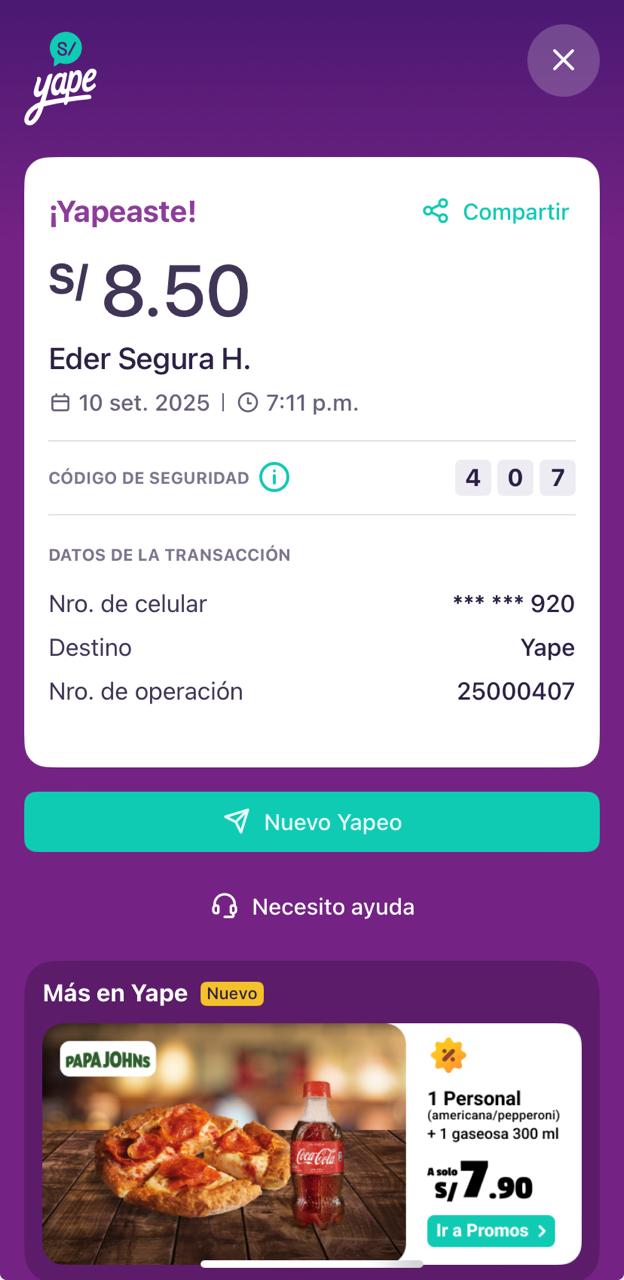 S/
yape
¡Yapeaste!
Compartir
S/ 8.50
Eder Segura H.
10 set. 2025 | 7:11 p.m.
CÓDIGO DE SEGURIDAD 4 0 7
DATOS DE LA TRANSACCIÓN
Nro. de celular *** *** 920
Destino Yape
Nro. de operación 25000407
Nuevo Yapeo
Necesito ayuda
Más en Yape Nuevo
PAPA JOHNS
Coca-Cola
1 Personal
(americana/pepperoni)
+ 1 gaseosa 300 ml
A solo
S/ 7.90
Ir a Promos